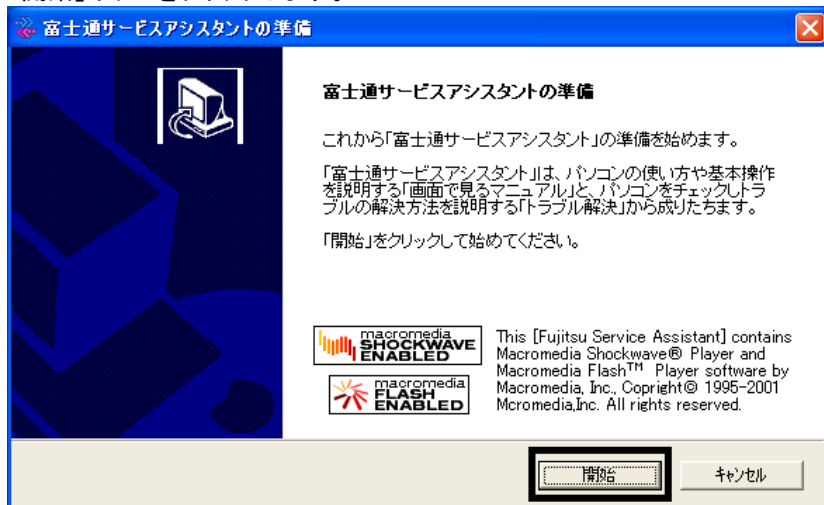 富士通サービスアシスタントの準備
富士通サービスアシスタントの準備
これから「富士通サービスアシスタント」の準備を始めます。
「富士通サービスアシスタント」は、パソコンの使い方や基本操作
を説明する「画面で見るマニュアル」と、パソコンをチェックしトラ
ブルの解決方法を説明する「トラブル解決」から成りたちます。
「開始」をクリックして始めてください。
macromedia
SHOCKWAVE
ENABLED
macromedia
FLASH
ENABLED
This [Fujitsu Service Assistant] contains
Macromedia Shockwave® Player and
Macromedia Flash™ Player software by
Macromedia, Inc., Copright© 1995-2001
Mcromedia,Inc. All rights reserved.
開始
キャンセル